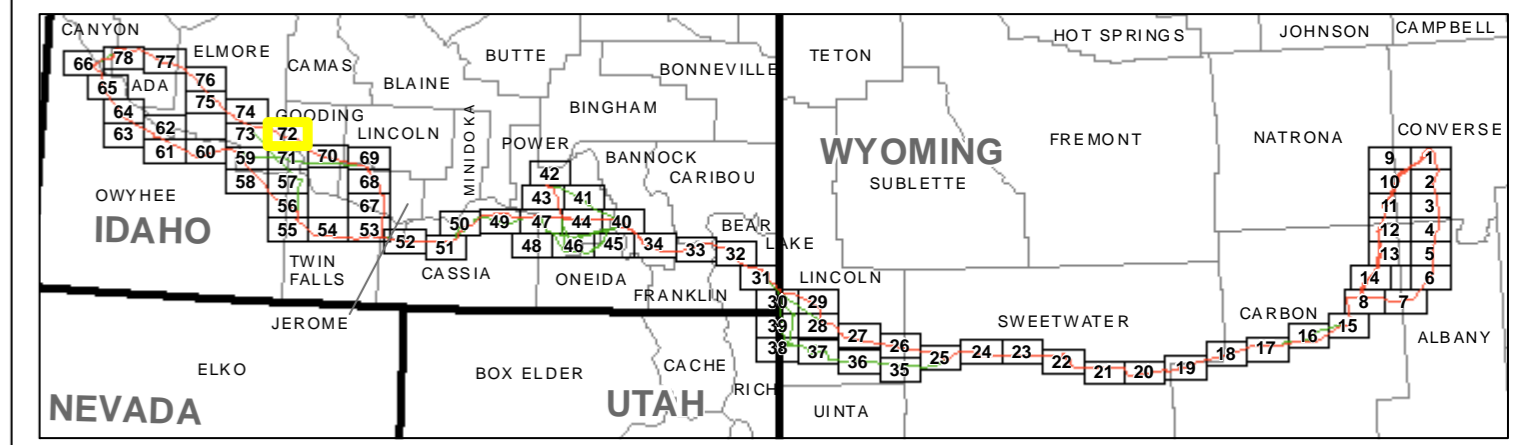 CANYON
ELMORE
CAMAS
BUTTE
BLAINE
BONNEVILLE
ADA
GOODING
LINCOLN
MINIDOKA
BINGHAM
POWER
BANNOCK
CARIBOU
OWYHEE
IDAHO
TWIN
FALLS
JEROME
CASSIA
ONEIDA
FRANKLIN
BEAR
LAKE
78
66
77
65
76
75
64
74
63
62
73
72
61
60
59
71
70
69
58
57
68
56
67
55
54
53
52
51
50
49
42
43
41
47
44
40
48
46
45
34
33
32
31
30
29
39
28
38
37
27
36
26
35
25
24
23
22
21
20
19
18
17
16
15
14
8
7
6
13
5
12
4
11
3
10
2
9
1
TETON
HOT SPRINGS
JOHNSON
CAMPBELL
WYOMING
SUBLETTE
FREMONT
NATRONA
CONVERSE
LINCOLN
SWEETWATER
CARBON
ALBANY
UINTA
ELKO
NEVADA
BOX ELDER
UTAH
CACHE
RICH